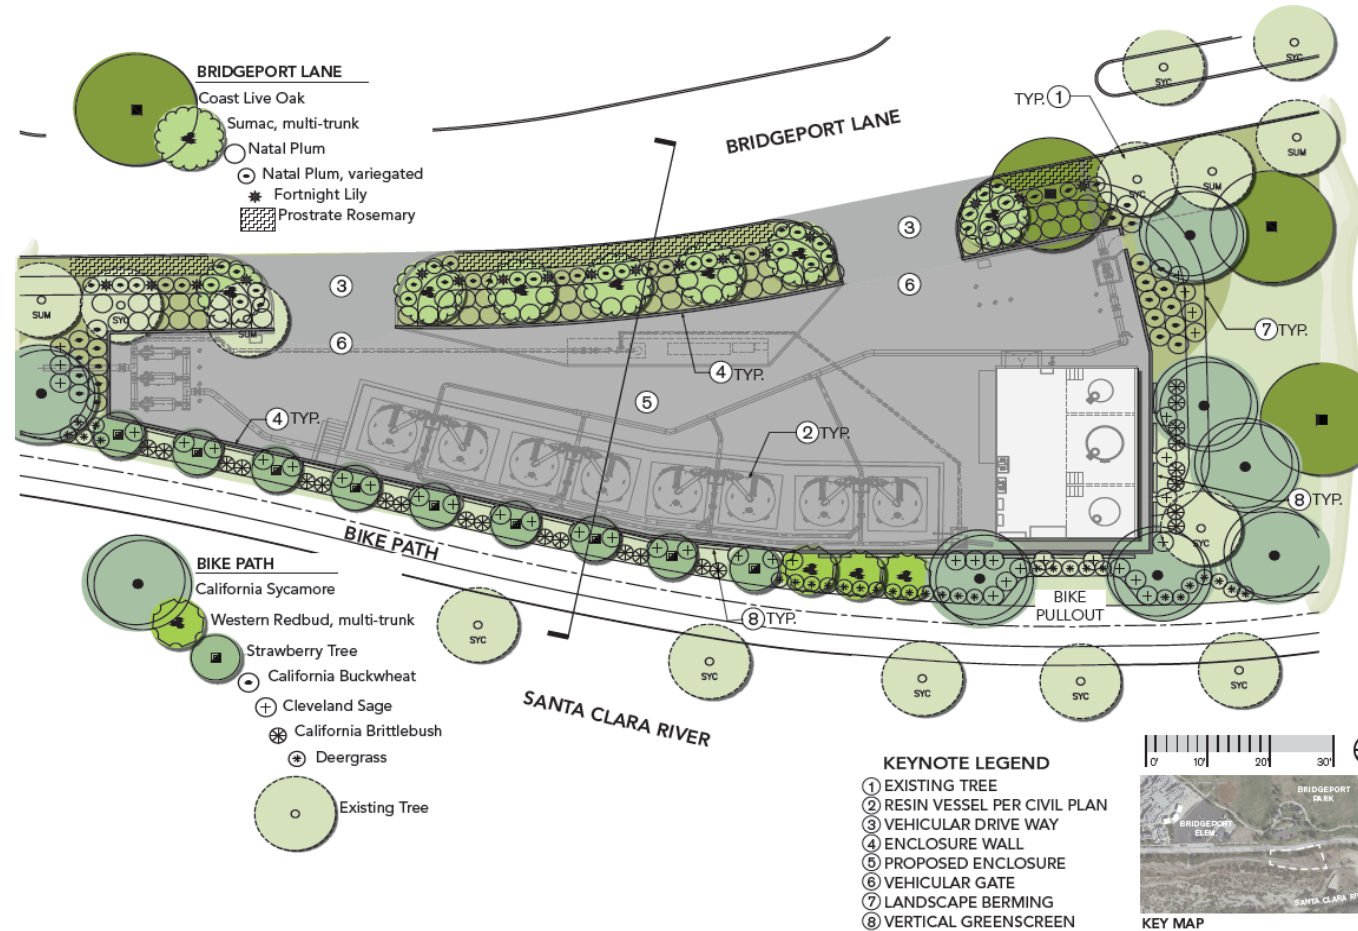 BRIDGEPORT LANE
Coast Live Oak
Sumac, multi-trunk
Natal Plum
Natal Plum, variegated
Fortnight Lily
Prostrate Rosemary
BRIDGEPORT LANE
TYP. 1
SYC
SYC
SUM
SYC
SUM
3
3
6
6
SUM
SYC
SUM
7 TYP.
4 TYP.
5
4 TYP.
2 TYP.
8 TYP.
SYC
BIKE PATH
BIKE
PULLOUT
8 TYP.
SYC
SYC
SYC
SYC
SYC
SANTA CLARA RIVER
BIKE PATH
California Sycamore
Western Redbud, multi-trunk
Strawberry Tree
California Buckwheat
Cleveland Sage
California Brittlebush
Deergrass
Existing Tree
KEYNOTE LEGEND
1 EXISTING TREE
2 RESIN VESSEL PER CIVIL PLAN
3 VEHICULAR DRIVE WAY
4 ENCLOSURE WALL
5 PROPOSED ENCLOSURE
6 VEHICULAR GATE
7 LANDSCAPE BERMING
8 VERTICAL GREENSCREEN
0' 10' 20' 30'
BRIDGEPORT
PARK
BRIDGEPORT
ELEM.
SANTA CLARA RI
KEY MAP